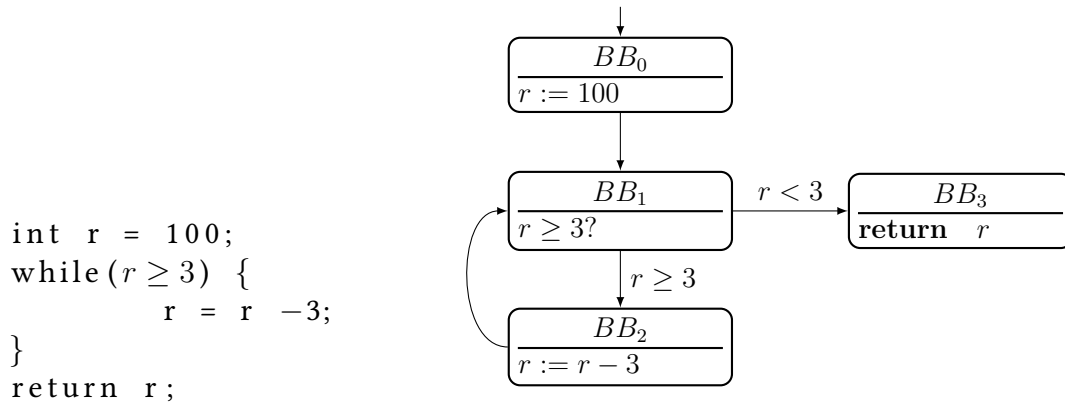 int r = 100;
while(r ≥ 3) {
r = r −3;
}
return r;
BB₀
r := 100
BB₁
r ≥ 3?
r < 3
BB₃
return r
r ≥ 3
BB₂
r := r − 3